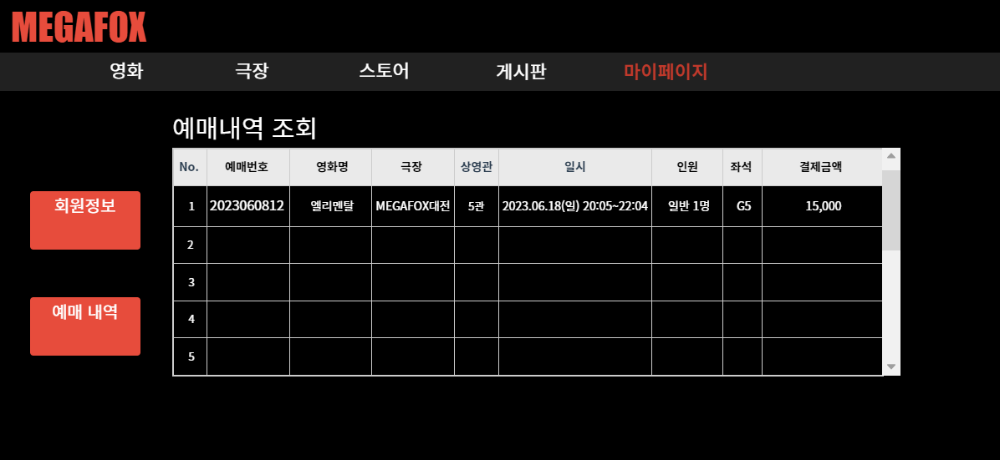 MEGAFOX
영화 극장 스토어 게시판 마이페이지
예매내역 조회
No. 예매번호 영화명 극장 상영관 일시 인원 좌석 결제금액
1 2023060812 엘리멘탈 MEGAFOX대전 5관 2023.06.18(일) 20:05~22:04 일반 1명 G5 15,000
2
3
4
5
회원정보
예매 내역